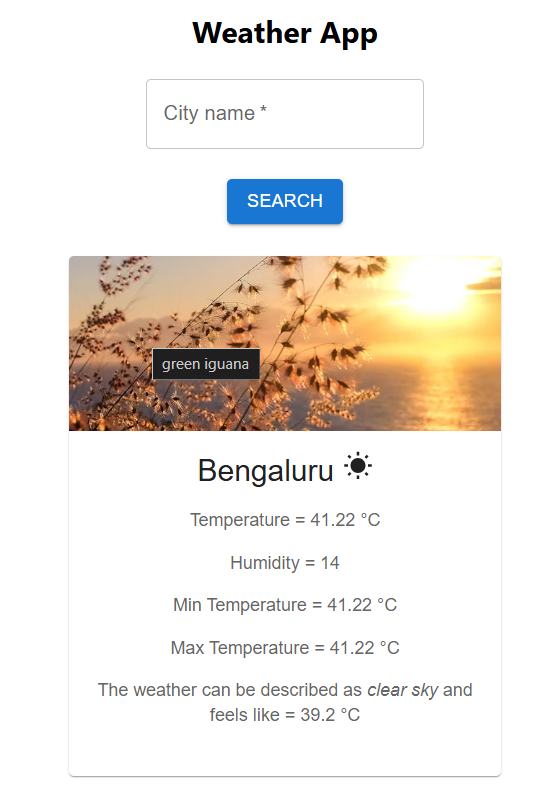 Weather App
City name *
SEARCH
green iguana
Bengaluru
Temperature = 41.22 °C
Humidity = 14
Min Temperature = 41.22 °C
Max Temperature = 41.22 °C
The weather can be described as clear sky and
feels like = 39.2 °C